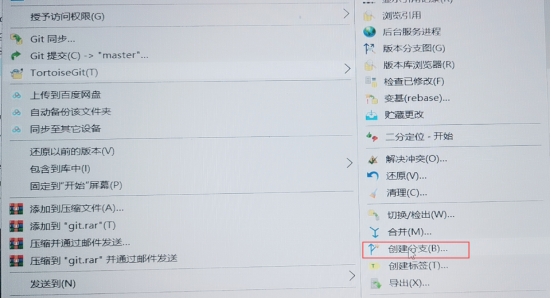 授予访问权限(G)
Git 同步...
Git 提交(C) -> "master"...
TortoiseGit(T)
上传到百度网盘
自动备份该文件夹
同步至其它设备
还原以前的版本(V)
包含到库中(I)
固定到"开始"屏幕(P)
添加到压缩文件(A)...
添加到 "git.rar"(T)
压缩并通过邮件发送...
压缩到 "git.rar" 并通过邮件发送
发送到(N)
浏览引用
后台服务进程
版本分支图(G)
版本库浏览器(R)
检查已修改(F)
变基(rebase)...
贮藏更改
二分定位 - 开始
解决冲突(O)...
还原(V)...
清理(C)...
切换/检出(W)...
合并(M)...
创建分支(B)...
创建标签(T)...
导出(X)...